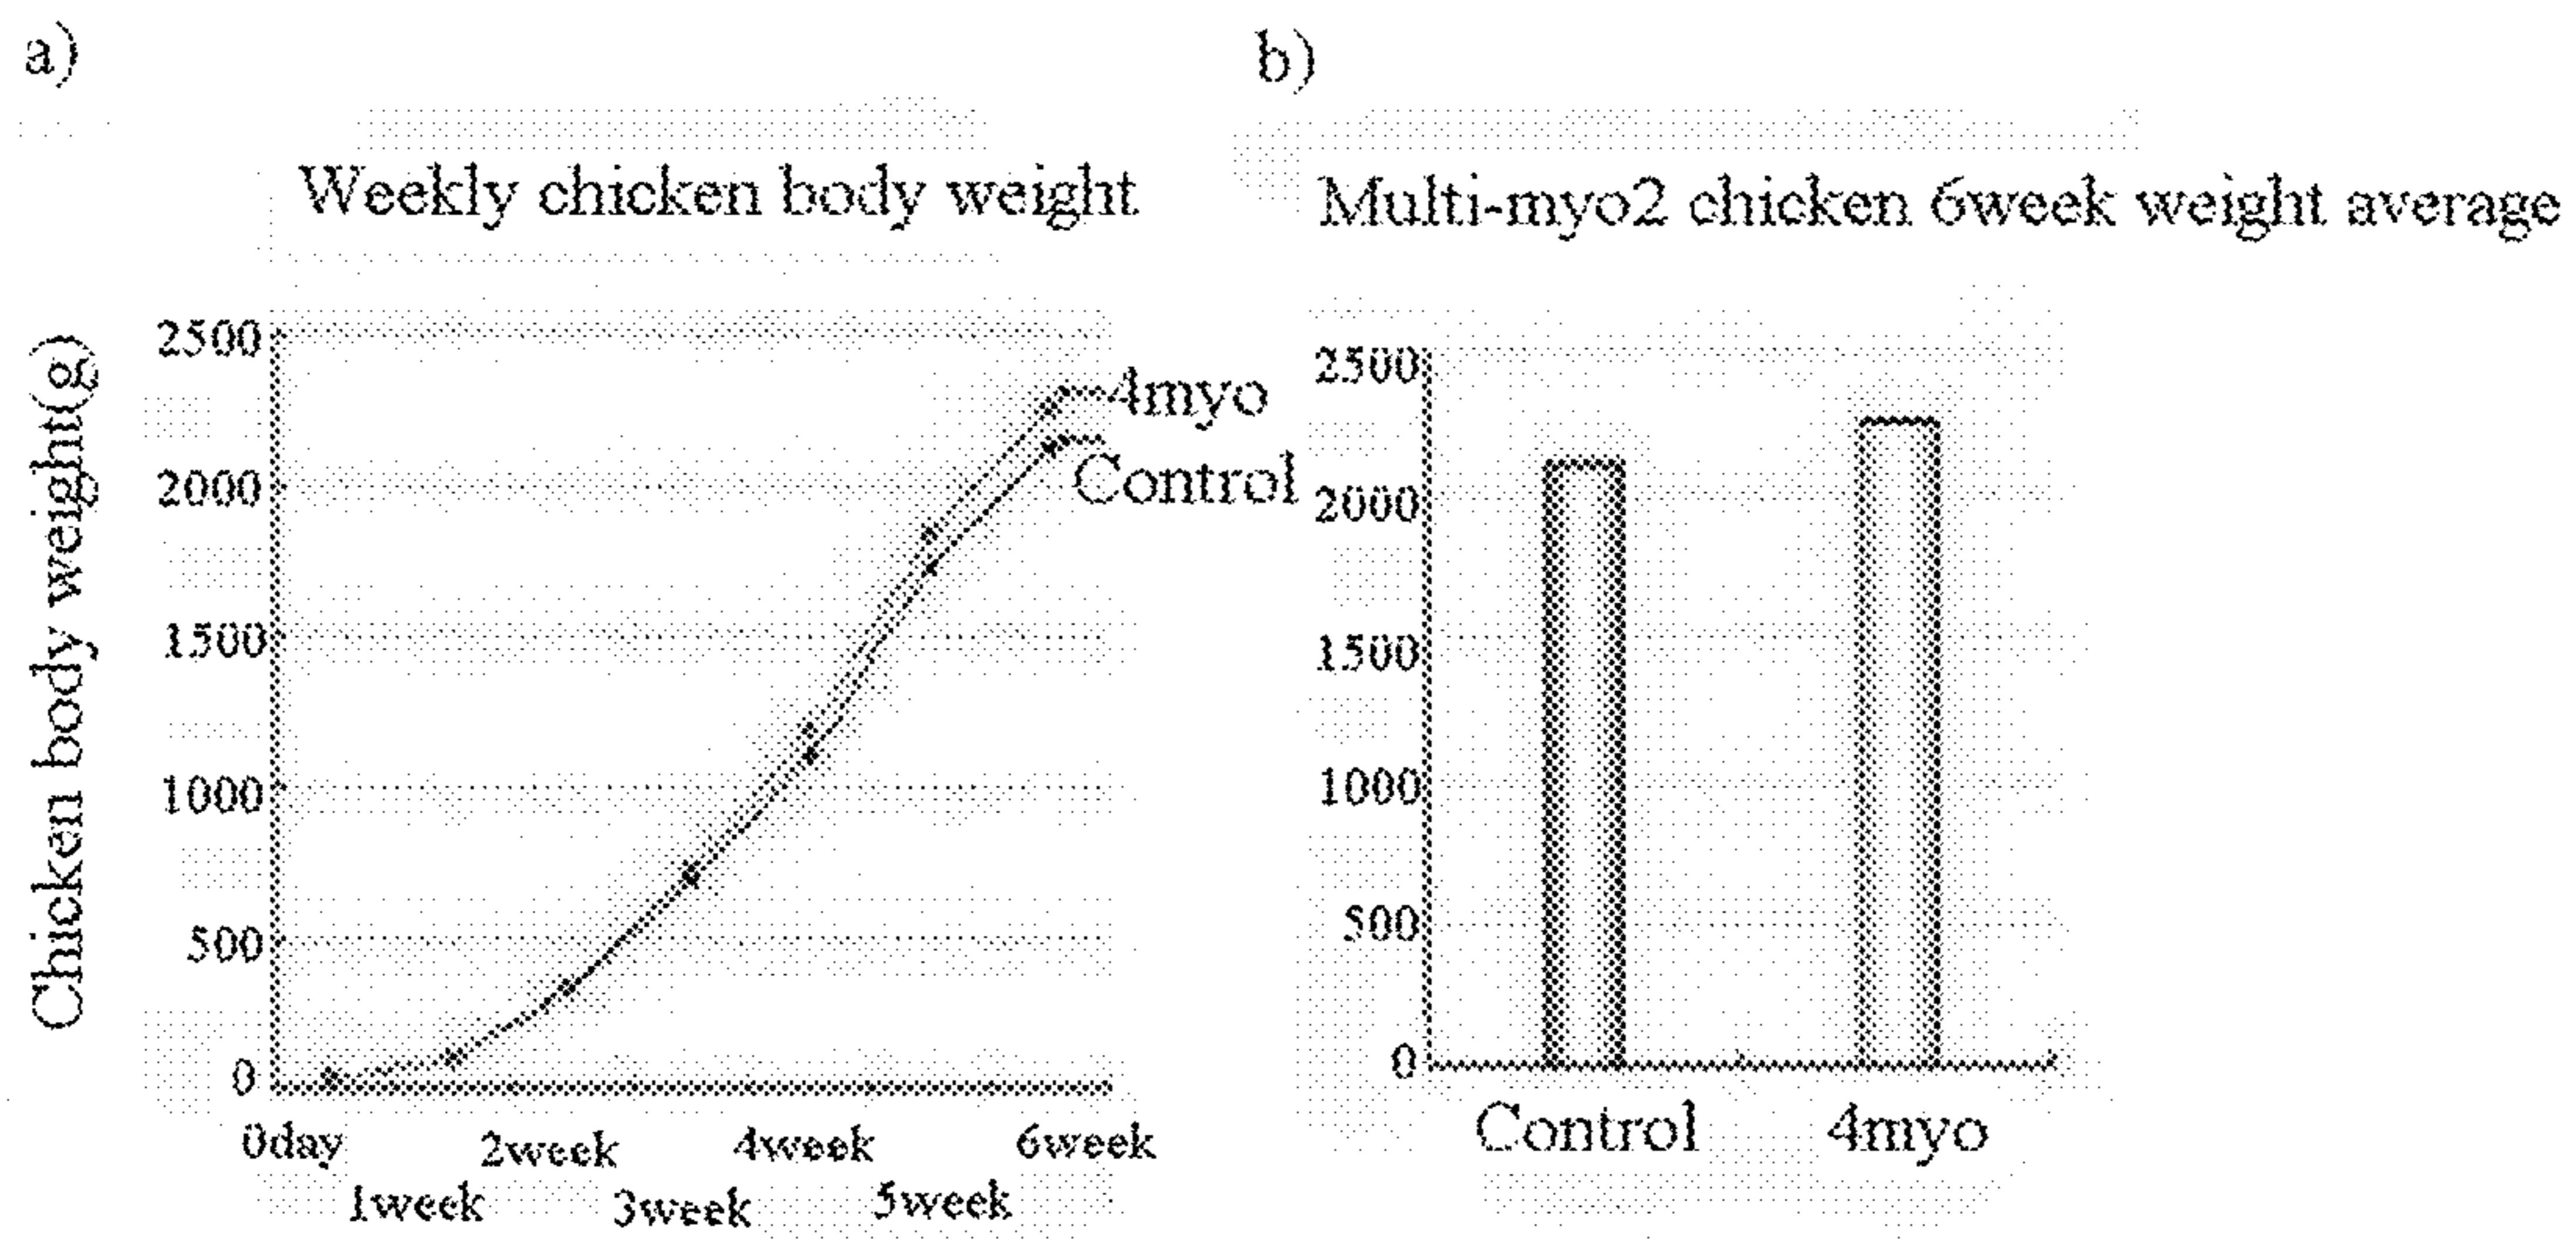 a)
Weekly chicken body weight
Chicken body weight(g)
2500
2000
1500
1000
500
0
4myo
Control
0day
1week
2week
3week
4week
5week
6week
b)
Multi-myo2 chicken 6week weight average
2500
2000
1500
1000
500
0
Control
4myo